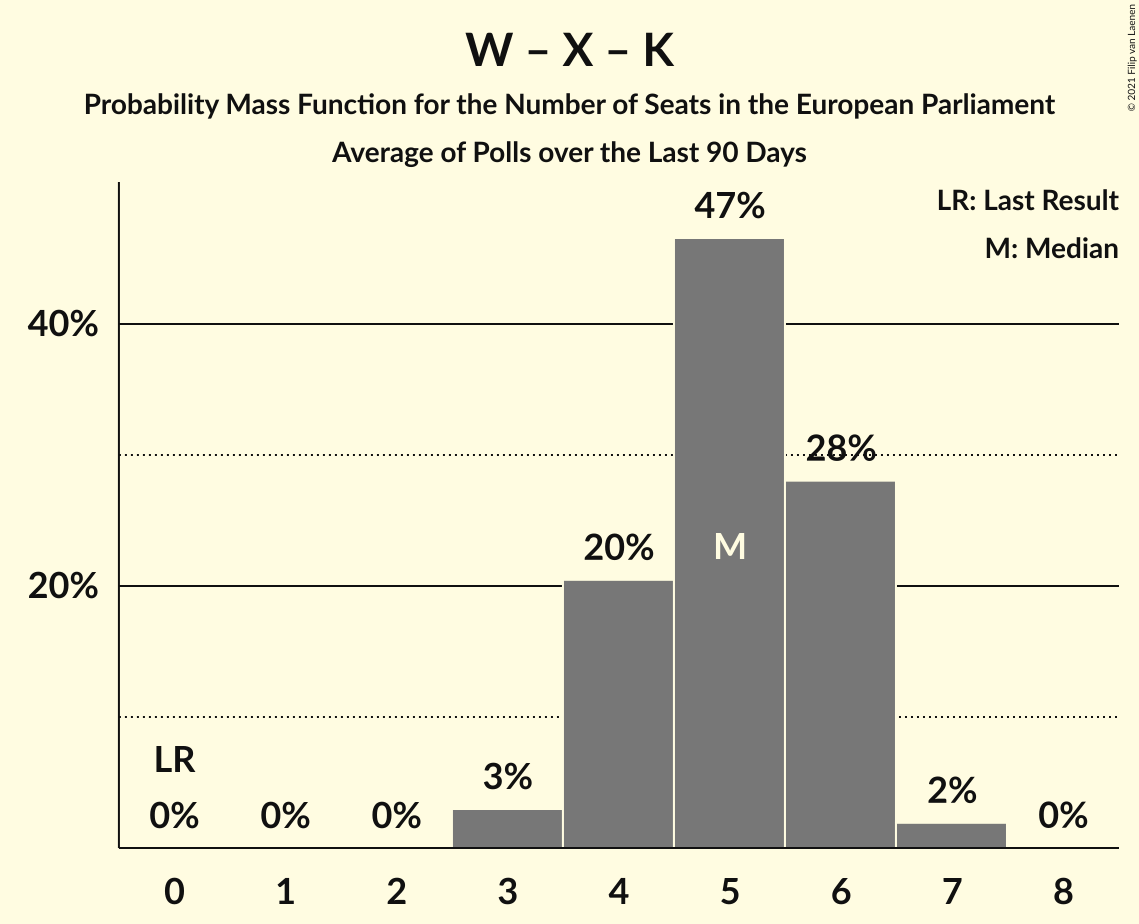 W – X – K
Probability Mass Function for the Number of Seats in the European Parliament
Average of Polls over the Last 90 Days
© 2021 Filip van Laenen
LR: Last Result
M: Median
47%
40%
28%
20%
M
20%
LR
3%
2%
0%
0%
0%
0%
0 1 2 3 4 5 6 7 8